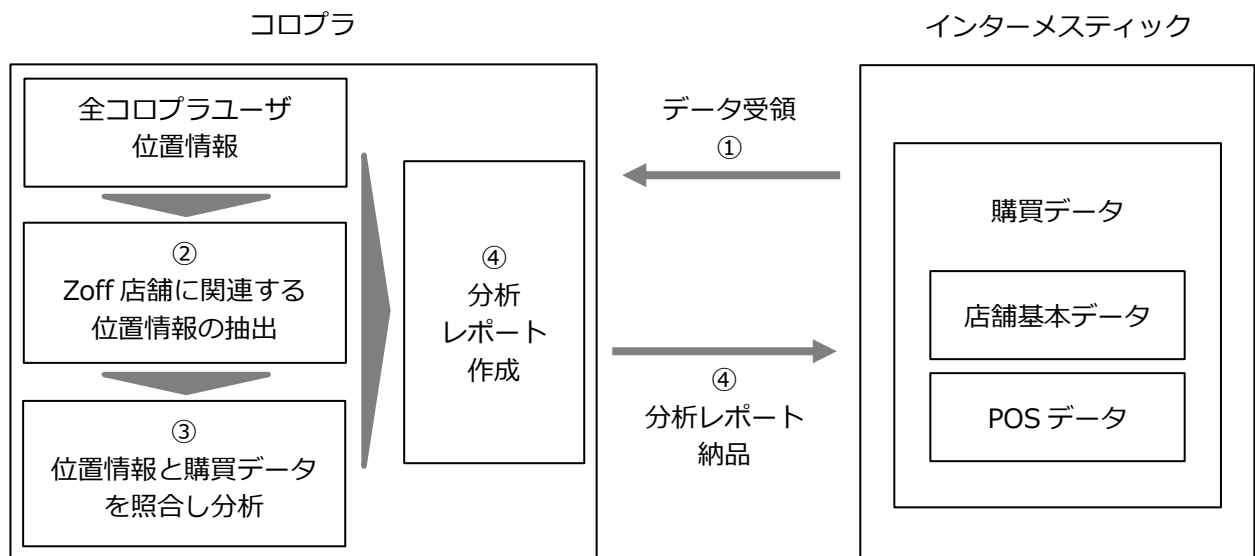 コロプラ
インターメスティック
全コロプラユーザ
位置情報
②
Zoff 店舗に関連する
位置情報の抽出
③
位置情報と購買データ
を照合し分析
④
分析
レポート
作成
データ受領
①
④
分析レポート
納品
購買データ
店舗基本データ
POS データ